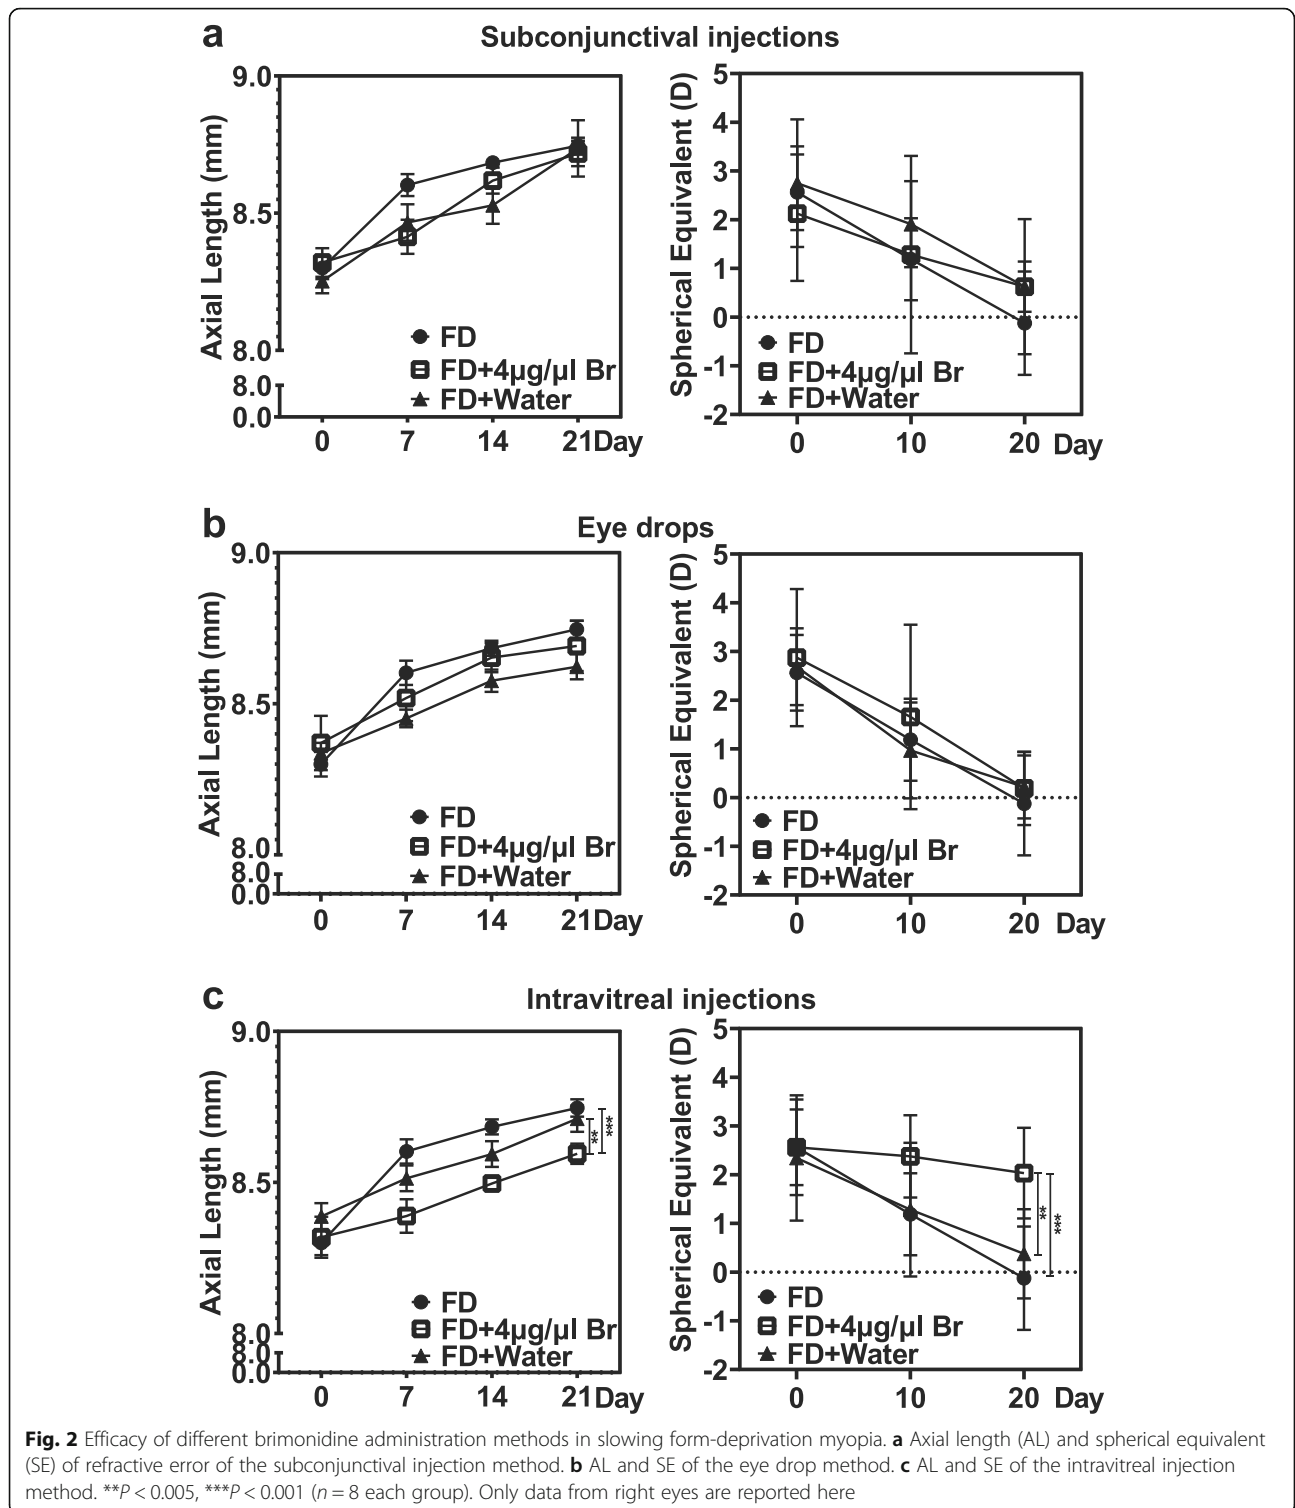 a
Subconjunctival injections
Axial Length (mm)
9.0
8.5
8.0
8.0
0.0
FD
FD+4μg/μl Br
FD+Water
0 7 14 21 Day
Spherical Equivalent (D)
5
4
3
2
1
0
-1
-2
FD
FD+4μg/μl Br
FD+Water
0 10 20 Day
b
Eye drops
Axial Length (mm)
9.0
8.5
8.0
8.0
0.0
FD
FD+4μg/μl Br
FD+Water
0 7 14 21 Day
Spherical Equivalent (D)
5
4
3
2
1
0
-1
-2
FD
FD+4μg/μl Br
FD+Water
0 10 20 Day
c
Intravitreal injections
Axial Length (mm)
9.0
8.5
8.0
8.0
0.0
**
***
FD
FD+4μg/μl Br
FD+Water
0 7 14 21 Day
Spherical Equivalent (D)
5
4
3
2
1
0
-1
-2
**
***
FD
FD+4μg/μl Br
FD+Water
0 10 20 Day
Fig. 2 Efficacy of different brimonidine administration methods in slowing form-deprivation myopia. a Axial length (AL) and spherical equivalent
(SE) of refractive error of the subconjunctival injection method. b AL and SE of the eye drop method. c AL and SE of the intravitreal injection
method. **P < 0.005, ***P < 0.001 (n = 8 each group). Only data from right eyes are reported here